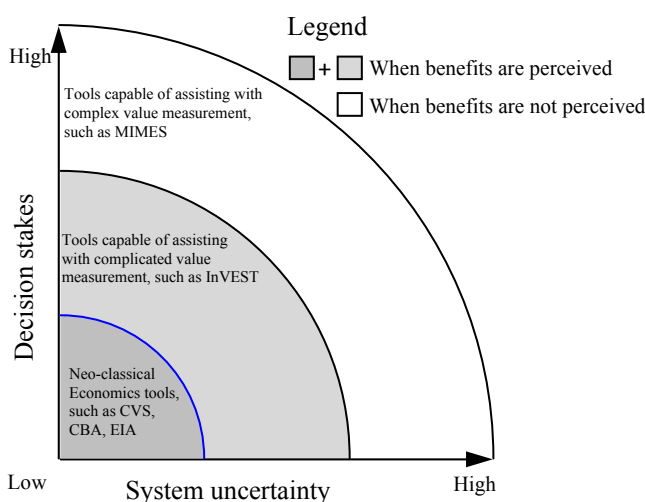 Legend
High
+
When benefits are perceived
When benefits are not perceived
Tools capable of assisting with
complex value measurement,
such as MIMES
Decision stakes
Tools capable of assisting
with complicated value
measurement, such as InVEST
Neo-classical
Economics tools,
such as CVS,
CBA, EIA
Low
System uncertainty
High